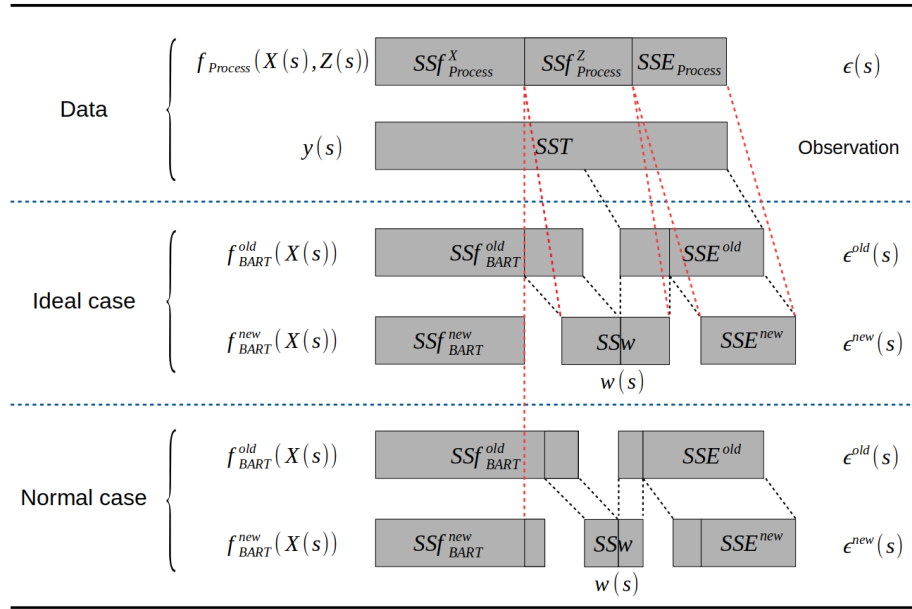 f_Process(X(s), Z(s)) SSf^X_Process SSf^Z_Process SSE_Process ϵ(s)
Data
y(s) SST Observation
f^old_BART(X(s)) SSf^old_BART SSE^old ϵ^old(s)
Ideal case
f^new_BART(X(s)) SSf^new_BART SSw SSE^new ϵ^new(s)
w(s)
f^old_BART(X(s)) SSf^old_BART SSE^old ϵ^old(s)
Normal case
f^new_BART(X(s)) SSf^new_BART SSw SSE^new ϵ^new(s)
w(s)